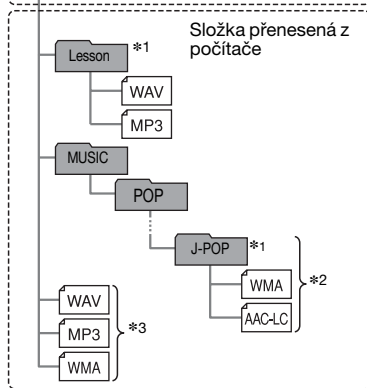 Složka přenesená z
počítače
Lesson *1
WAV
MP3
MUSIC
POP
J-POP *1
WMA *2
AAC-LC
WAV
MP3 *3
WMA